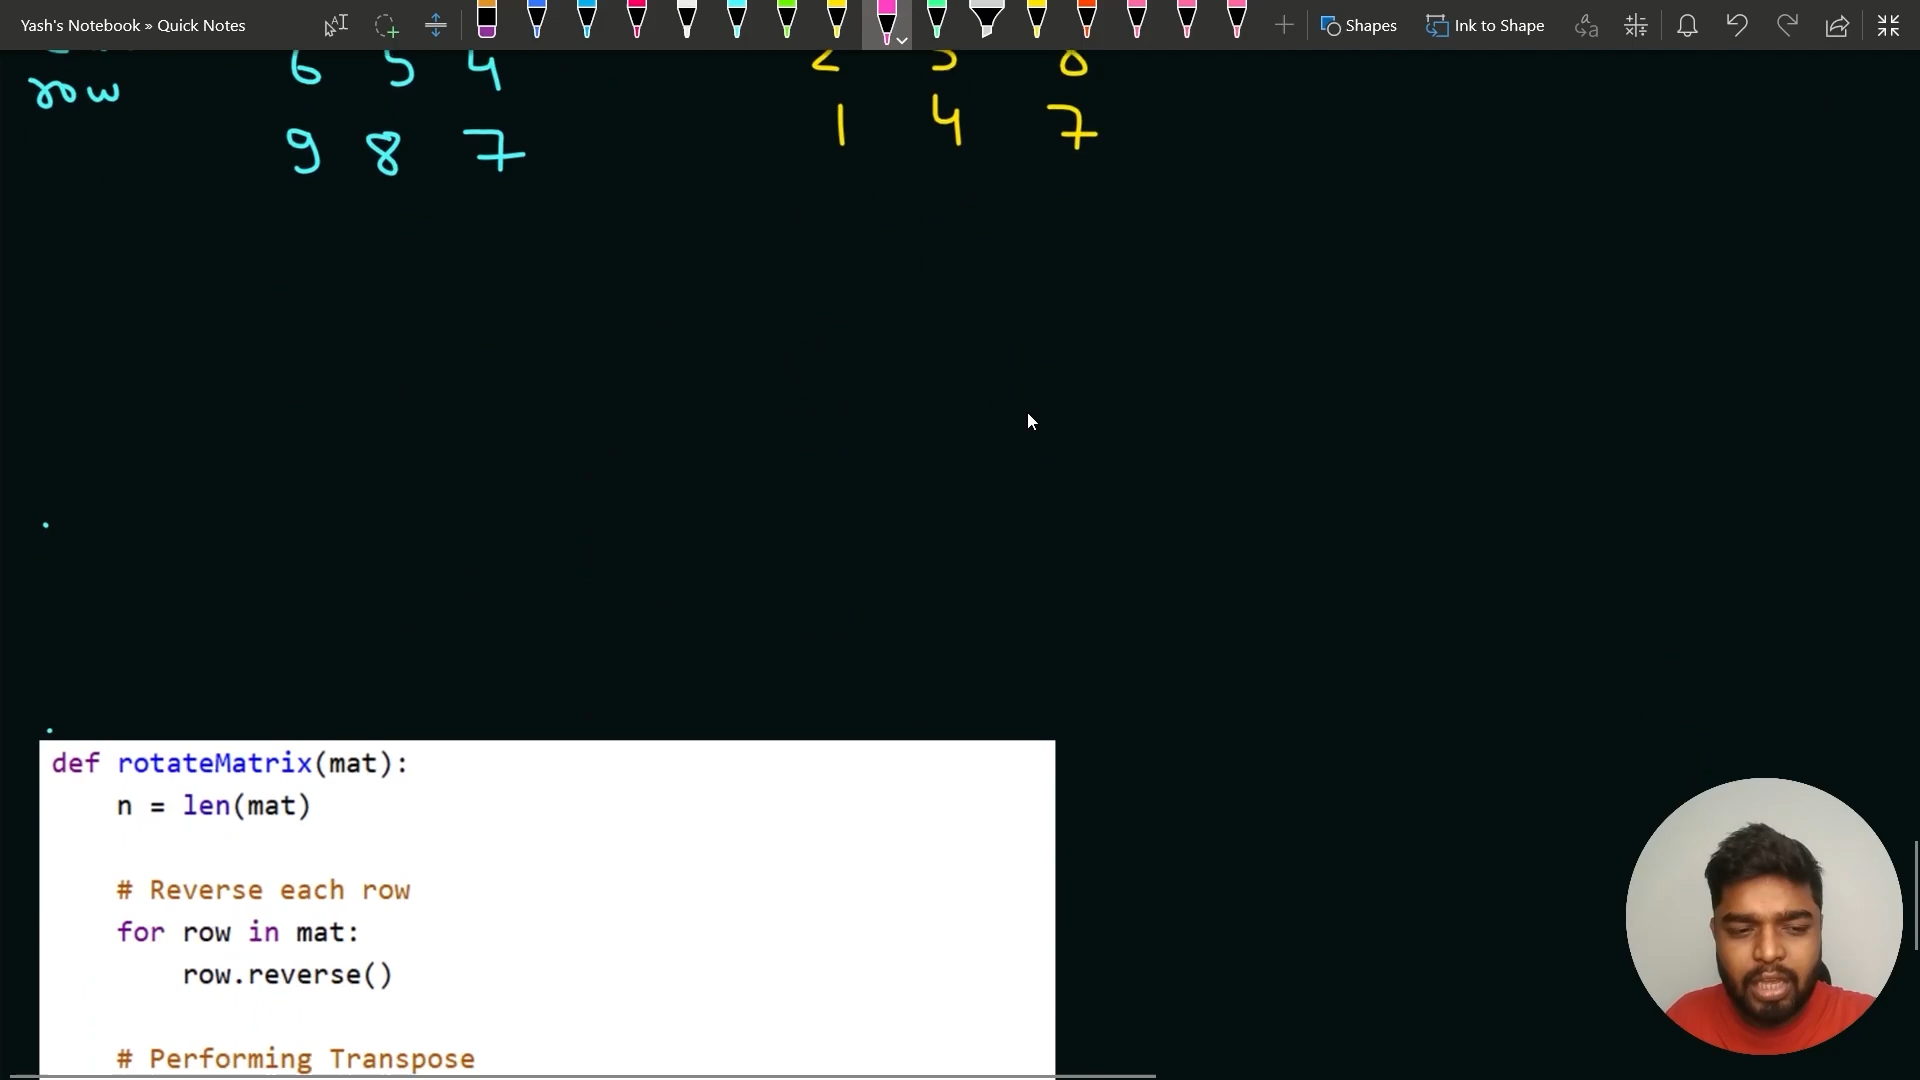 Yash's Notebook » Quick Notes
Shapes
Ink to Shape
row
6 5 4
9 8 7
1 4 7
def rotateMatrix(mat):
n = len(mat)
# Reverse each row
for row in mat:
row.reverse()
# Performing Transpose